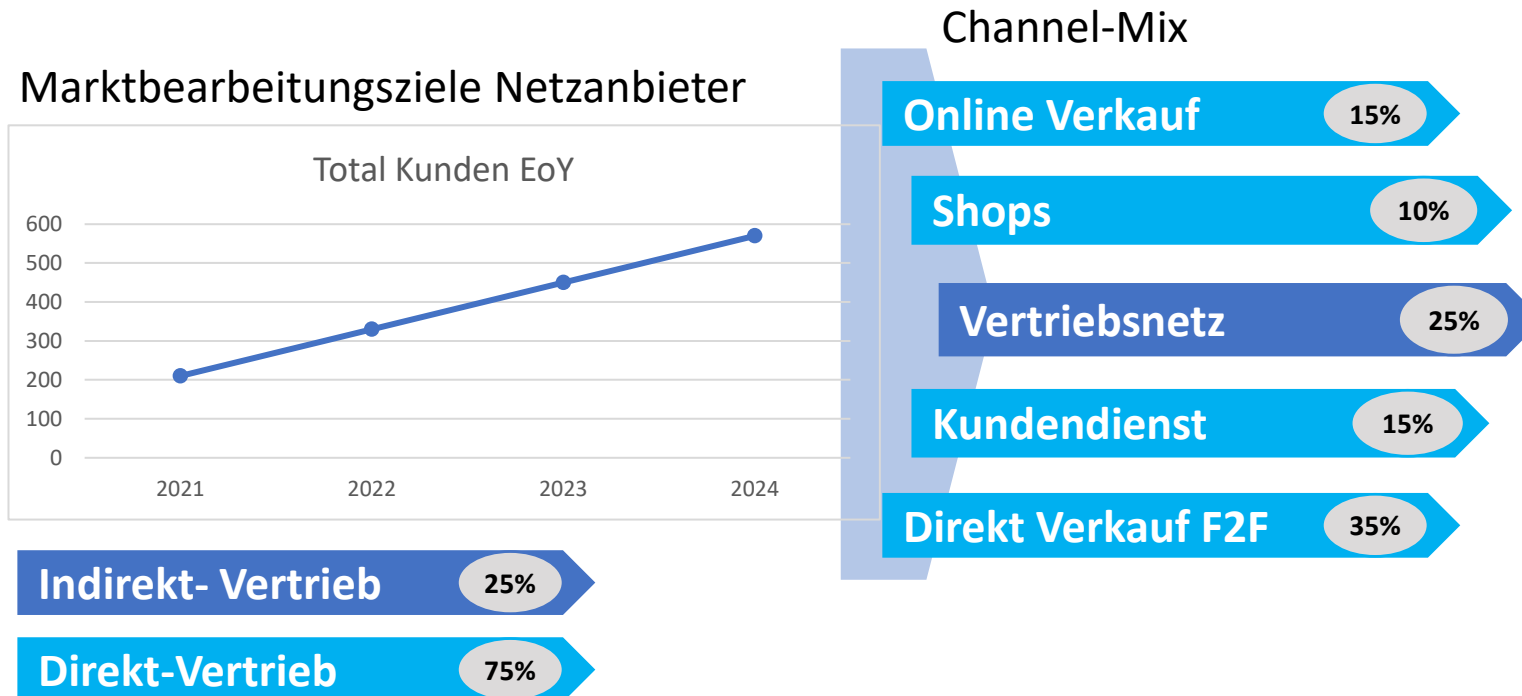 Channel-Mix
Marktbearbeitungsziele Netzanbieter
Total Kunden EoY
600
500
400
300
200
100
0
2021 2022 2023 2024
Online Verkauf 15%
Shops 10%
Vertriebsnetz 25%
Kundendienst 15%
Direkt Verkauf F2F 35%
Indirekt- Vertrieb 25%
Direkt-Vertrieb 75%